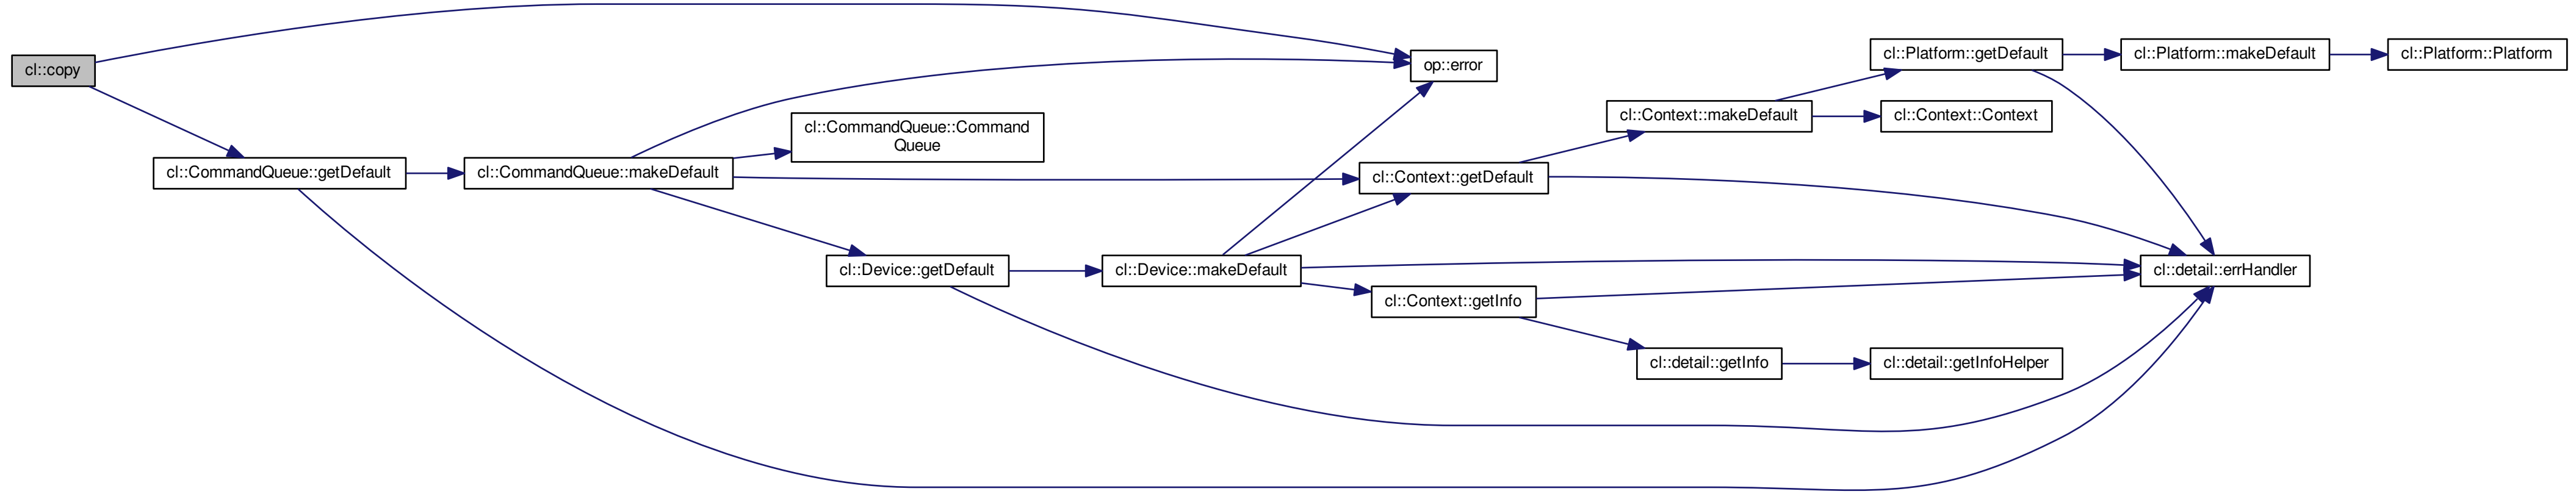 cl::copy
op::error
cl::Platform::getDefault
cl::Platform::makeDefault
cl::Platform::Platform
cl::CommandQueue::Command
Queue
cl::Context::makeDefault
cl::Context::Context
cl::CommandQueue::getDefault
cl::CommandQueue::makeDefault
cl::Context::getDefault
cl::Device::getDefault
cl::Device::makeDefault
cl::detail::errHandler
cl::Context::getInfo
cl::detail::getInfo
cl::detail::getInfoHelper